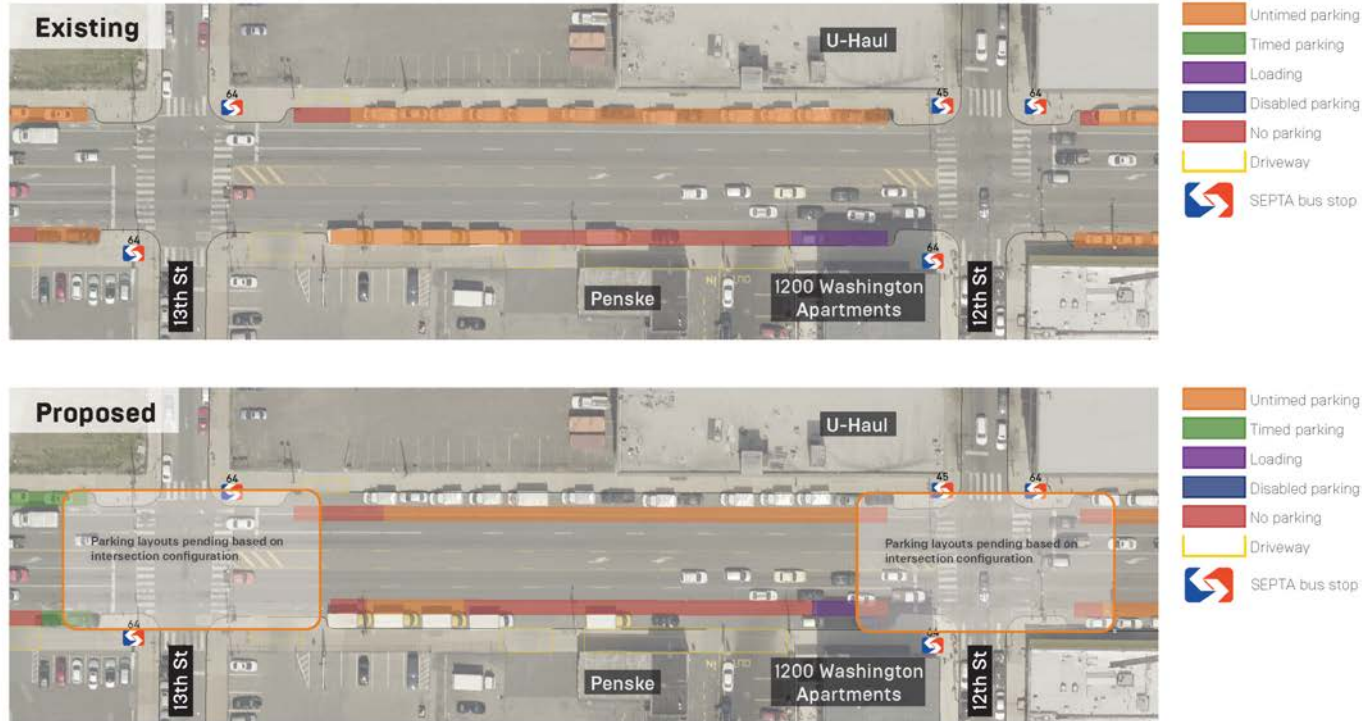 Existing
U-Haul
64
45
64
64
64
13th St
Penske
1200 Washington
Apartments
12th St
Untimed parking
Timed parking
Loading
Disabled parking
No parking
Driveway
SEPTA bus stop
Proposed
U-Haul
64
45
64
Parking layouts pending based on
intersection configuration
Parking layouts pending based on
intersection configuration
64
13th St
Penske
1200 Washington
Apartments
12th St
Untimed parking
Timed parking
Loading
Disabled parking
No parking
Driveway
SEPTA bus stop